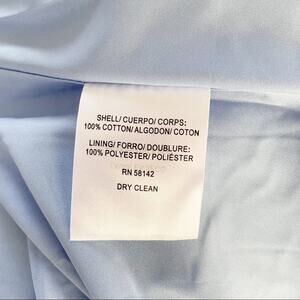 SHELL/ CUERPO/ CORPS:
100% COTTON/ ALGODON/ COTON
LINING/ FORRO/ DOUBLURE:
100% POLYESTER/ POLIÉSTER
RN 58142
DRY CLEAN